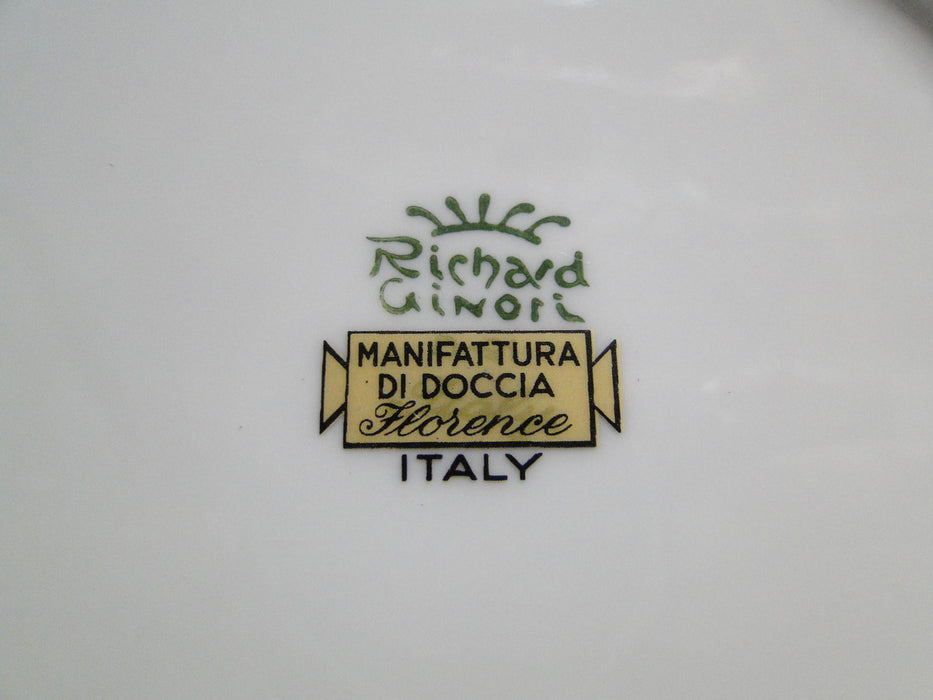 Richard
Ginori
MANIFATTURA
DI DOCCIA
Florence
ITALY